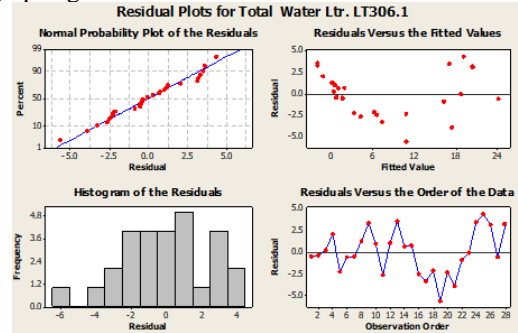 Residual Plots for Total Water Ltr. LT306.1
Normal Probability Plot of the Residuals
99
90
50
10
1
Percent
-5.0 -2.5 0.0 2.5 5.0
Residual
Residuals Versus the Fitted Values
5.0
2.5
0.0
-2.5
-5.0
Residual
0 6 12 18 24
Fitted Value
Histogram of the Residuals
4.8
3.6
2.4
1.2
0.0
Frequency
-6 -4 -2 0 2 4
Residual
Residuals Versus the Order of the Data
5.0
2.5
0.0
-2.5
-5.0
Residual
2 4 6 8 10 12 14 16 18 20 22 24 26 28
Observation Order